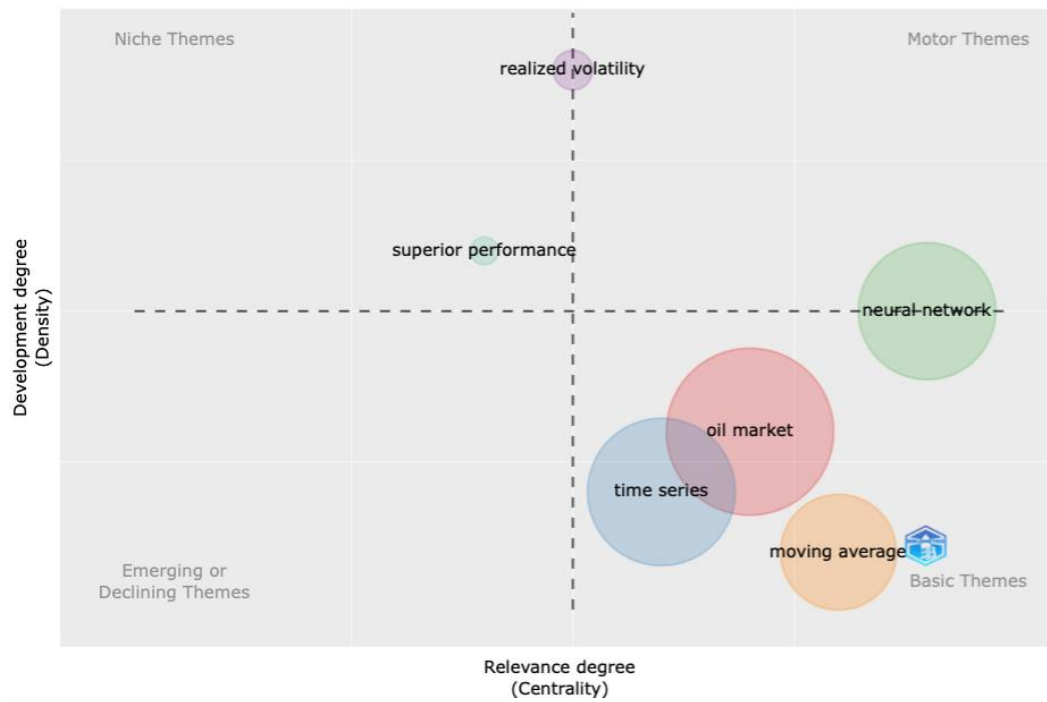 Niche Themes
Motor Themes
realized volatility
superior performance
neural network
oil market
time series
moving average
Emerging or
Declining Themes
Basic Themes
Development degree
(Density)
Relevance degree
(Centrality)